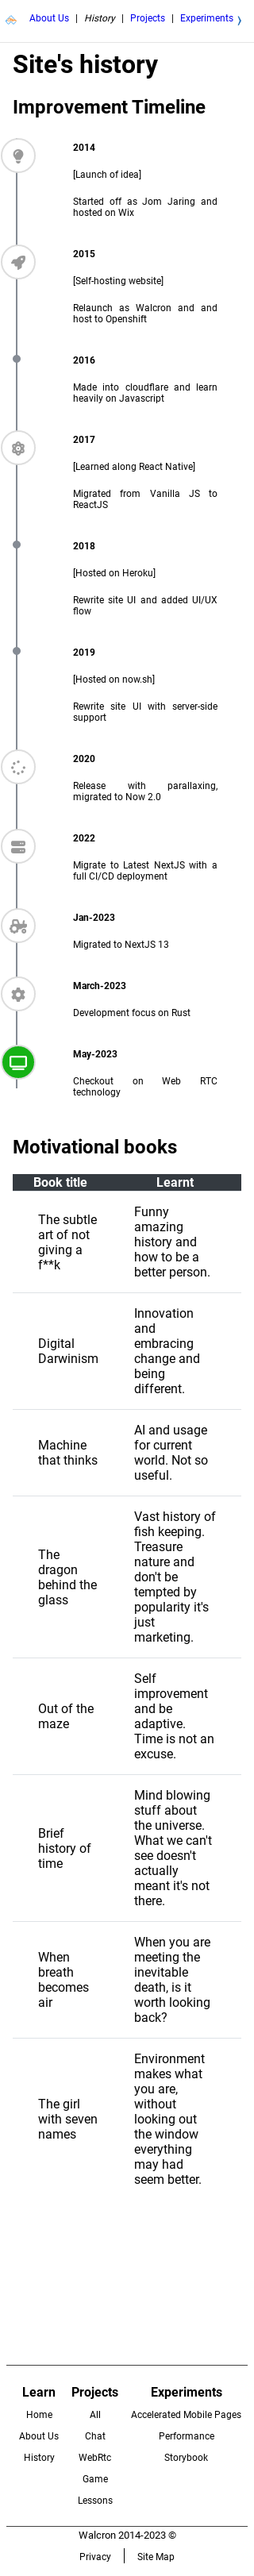 About Us | History | Projects | Experiments ❯
Site's history
Improvement Timeline
2014
[Launch of idea]
Started off as Jom Jaring and
hosted on Wix
2015
[Self-hosting website]
Relaunch as Walcron and and
host to Openshift
2016
Made into cloudflare and learn
heavily on Javascript
2017
[Learned along React Native]
Migrated from Vanilla JS to
ReactJS
2018
[Hosted on Heroku]
Rewrite site UI and added UI/UX
flow
2019
[Hosted on now.sh]
Rewrite site UI with server-side
support
2020
Release with parallaxing,
migrated to Now 2.0
2022
Migrate to Latest NextJS with a
full CI/CD deployment
Jan-2023
Migrated to NextJS 13
March-2023
Development focus on Rust
May-2023
Checkout on Web RTC
technology
Motivational books
Book title Learnt
The subtle
art of not
giving a
f**k
Funny
amazing
history and
how to be a
better person.
Digital
Darwinism
Innovation
and
embracing
change and
being
different.
Machine
that thinks
AI and usage
for current
world. Not so
useful.
The
dragon
behind the
glass
Vast history of
fish keeping.
Treasure
nature and
don't be
tempted by
popularity it's
just
marketing.
Out of the
maze
Self
improvement
and be
adaptive.
Time is not an
excuse.
Brief
history of
time
Mind blowing
stuff about
the universe.
What we can't
see doesn't
actually
meant it's not
there.
When
breath
becomes
air
When you are
meeting the
inevitable
death, is it
worth looking
back?
The girl
with seven
names
Environment
makes what
you are,
without
looking out
the window
everything
may had
seem better.
Learn Projects Experiments
Home All Accelerated Mobile Pages
About Us Chat Performance
History WebRtc Storybook
Game
Lessons
Walcron 2014-2023 ©
Privacy | Site Map